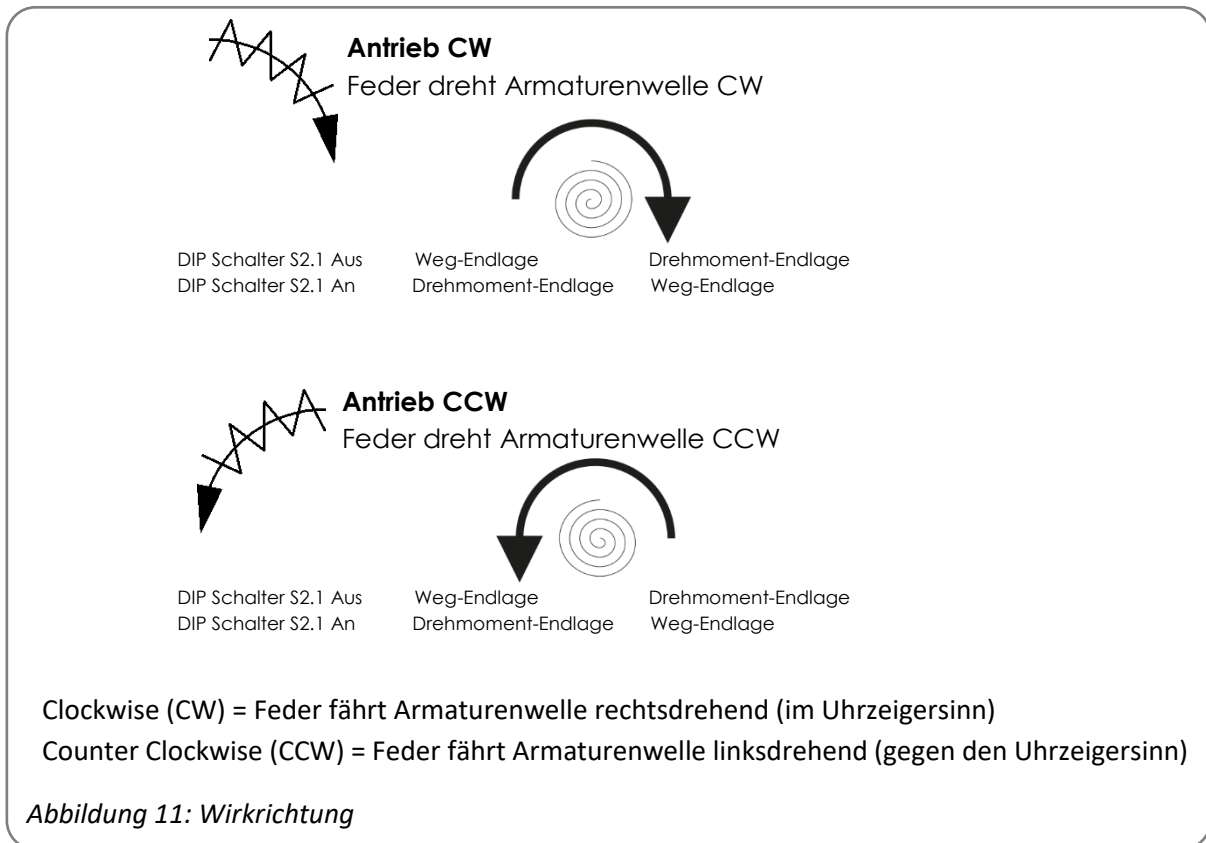 Antrieb CW
Feder dreht Armaturenwelle CW
DIP Schalter S2.1 Aus Weg-Endlage Drehmoment-Endlage
DIP Schalter S2.1 An Drehmoment-Endlage Weg-Endlage
Antrieb CCW
Feder dreht Armaturenwelle CCW
DIP Schalter S2.1 Aus Weg-Endlage Drehmoment-Endlage
DIP Schalter S2.1 An Drehmoment-Endlage Weg-Endlage
Clockwise (CW) = Feder fährt Armaturenwelle rechtsdrehend (im Uhrzeigersinn)
Counter Clockwise (CCW) = Feder fährt Armaturenwelle linksdrehend (gegen den Uhrzeigersinn)
Abbildung 11: Wirkrichtung